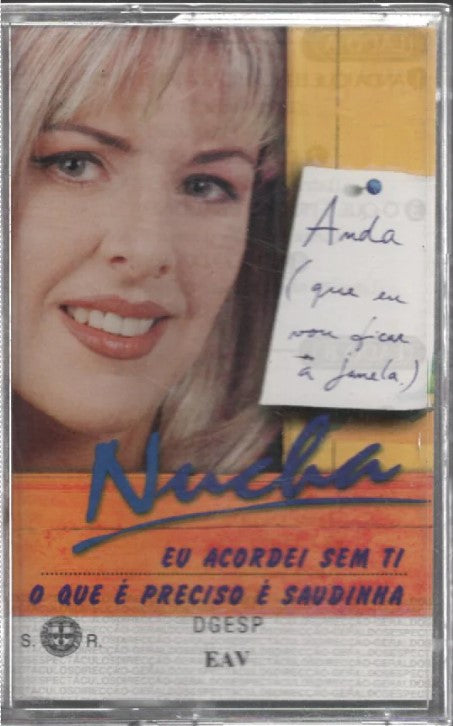 Anda
(que eu
vou ficar
à janela.)
Nucha
EU ACORDEI SEM TI
O QUE É PRECISO É SAUDINHA
DGESP
S. R.
EAV